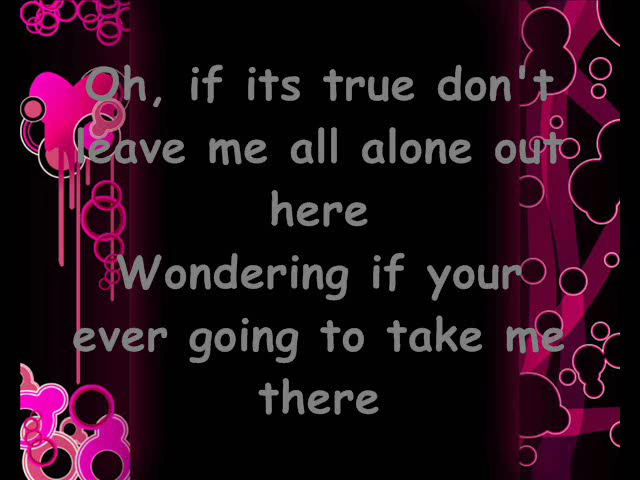 Oh, if its true don't
leave me all alone out
here
Wondering if your
ever going to take me
there